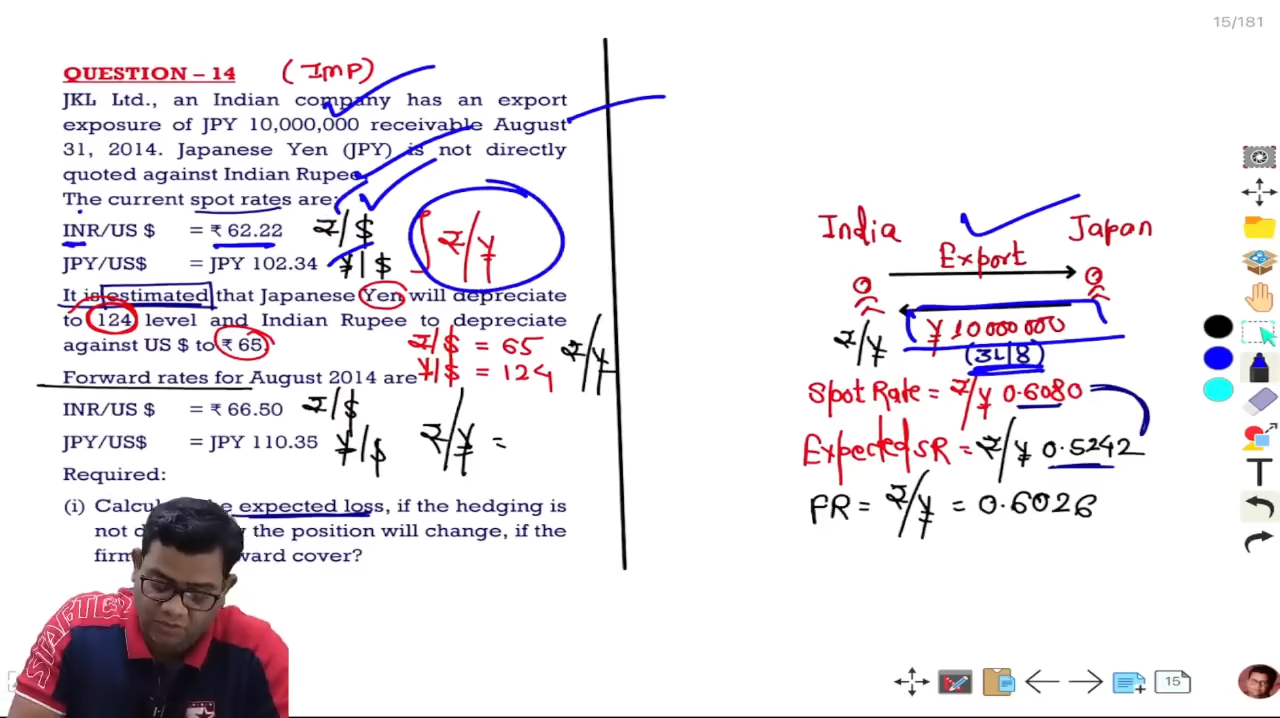 15/181
QUESTION – 14 (IMP)
JKL Ltd., an Indian company has an export
exposure of JPY 10,000,000 receivable August
31, 2014. Japanese Yen (JPY) is not directly
quoted against Indian Rupee.
The current spot rates are:
INR/US $ = ₹ 62.22 ₹/$
JPY/US$ = JPY 102.34 ¥/$
₹/¥
It is estimated that Japanese Yen will depreciate
to 124 level and Indian Rupee to depreciate
against US $ to ₹ 65
₹/$ = 65
¥/$ = 124
₹/¥
Forward rates for August 2014 are
INR/US $ = ₹ 66.50 ₹/$
JPY/US$ = JPY 110.35 ¥/$ ₹/¥ =
Required:
(i) expected loss, if the hedging is
not the position will change, if the
cover?
India Japan
Export
¥ 10000000
₹/¥
(31/8)
Spot Rate = ₹/¥ 0.6080
Expected SR = ₹/¥ 0.5242
FR = ₹/¥ = 0.6026
15